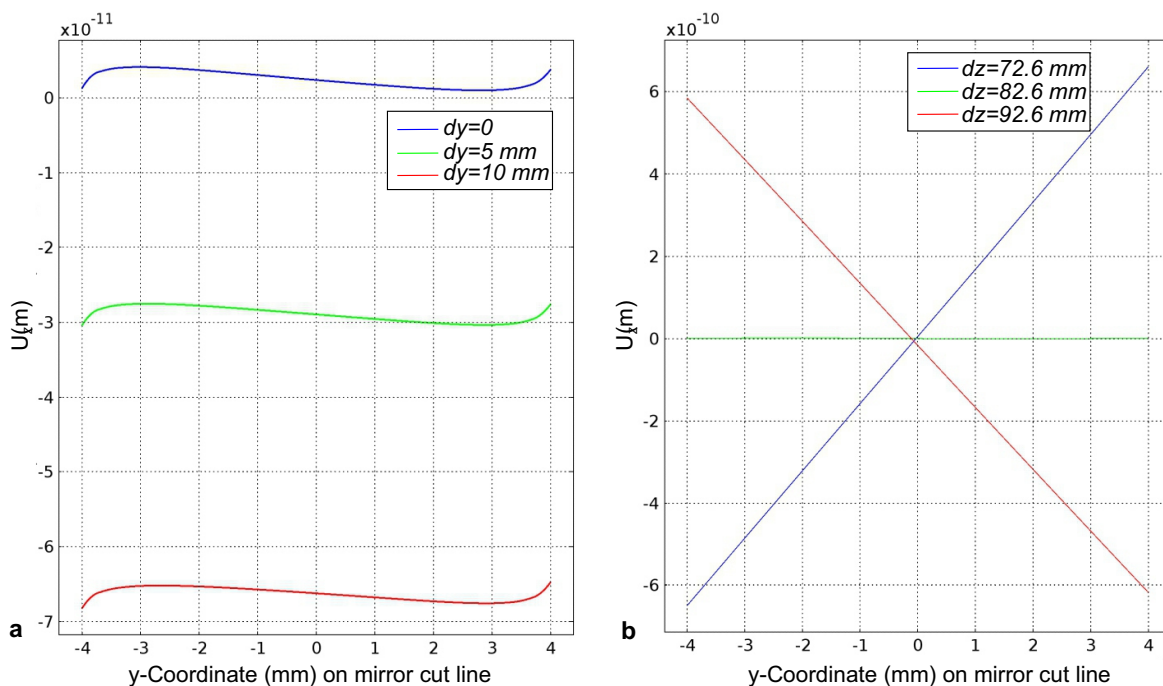 x10⁻¹¹
0
-1
-2
-3
-4
-5
-6
-7
-4 -3 -2 -1 0 1 2 3 4
Uₓ(m)
dy=0
dy=5 mm
dy=10 mm
a
y-Coordinate (mm) on mirror cut line
x10⁻¹⁰
6
4
2
0
-2
-4
-6
-4 -3 -2 -1 0 1 2 3 4
Uₓ(m)
dz=72.6 mm
dz=82.6 mm
dz=92.6 mm
b
y-Coordinate (mm) on mirror cut line